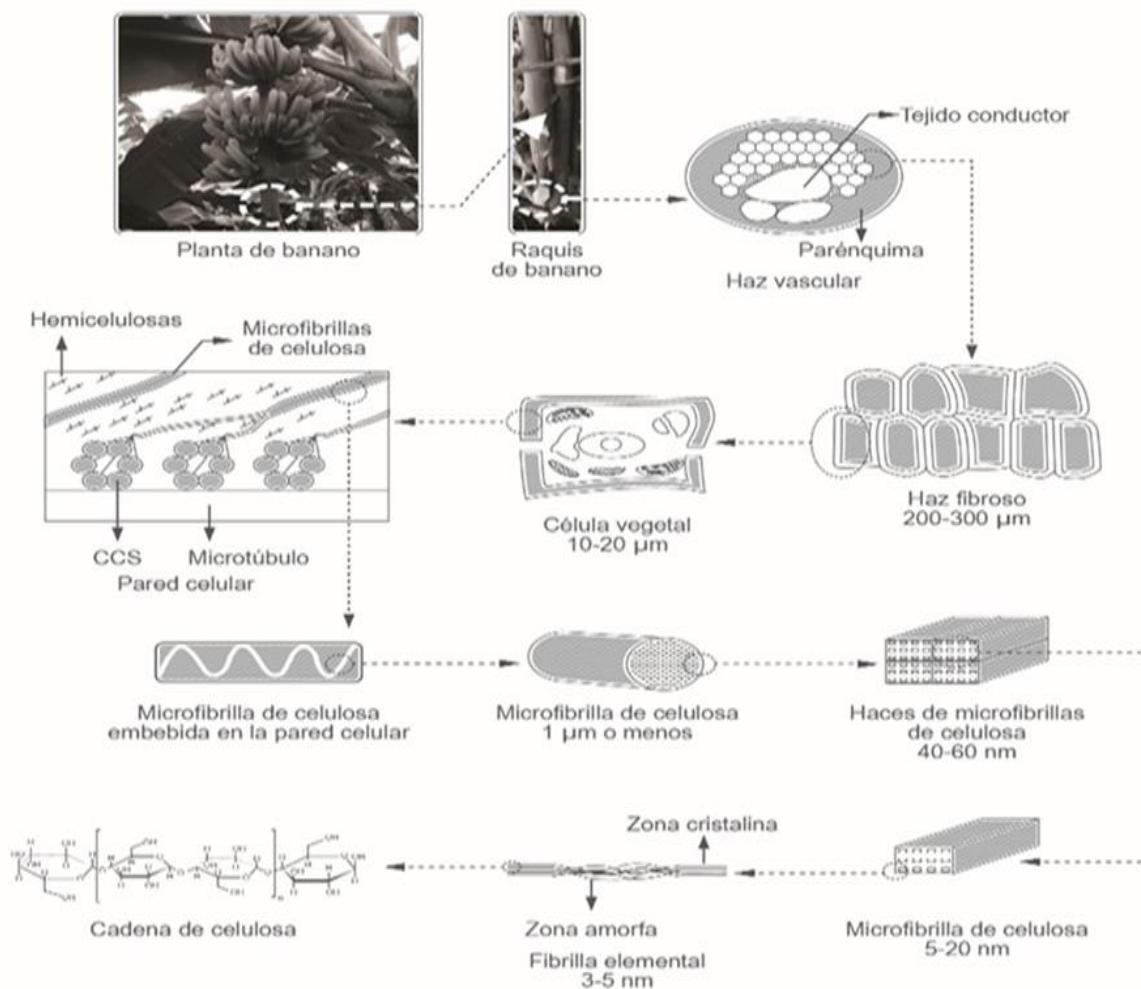 Planta de banano
Raquis
de banano
Tejido conductor
Parénquima
Haz vascular
Hemicelulosas
Microfibrillas
de celulosa
CCS
Microtúbulo
Pared celular
Célula vegetal
10-20 µm
Haz fibroso
200-300 µm
Microfibrilla de celulosa
embebida en la pared celular
Microfibrilla de celulosa
1 µm o menos
Haces de microfibrillas
de celulosa
40-60 nm
Cadena de celulosa
Zona cristalina
Zona amorfa
Fibrilla elemental
3-5 nm
Microfibrilla de celulosa
5-20 nm